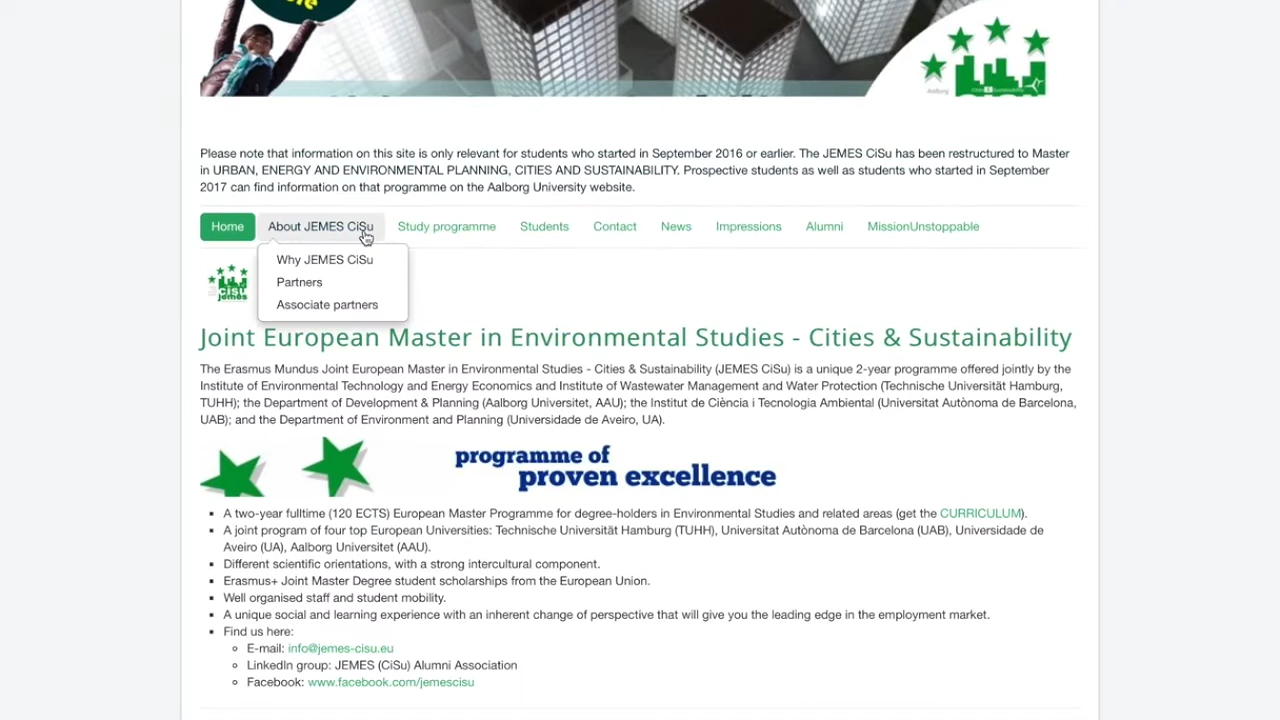 Please note that information on this site is only relevant for students who started in September 2016 or earlier. The JEMES CiSu has been restructured to Master
in URBAN, ENERGY AND ENVIRONMENTAL PLANNING, CITIES AND SUSTAINABILITY. Prospective students as well as students who started in September
2017 can find information on that programme on the Aalborg University website.
Home About JEMES CiSu Study programme Students Contact News Impressions Alumni MissionUnstoppable
Why JEMES CiSu
Partners
Associate partners
cisu
jemes
Joint European Master in Environmental Studies - Cities & Sustainability
The Erasmus Mundus Joint European Master in Environmental Studies - Cities & Sustainability (JEMES CiSu) is a unique 2-year programme offered jointly by the
Institute of Environmental Technology and Energy Economics and Institute of Wastewater Management and Water Protection (Technische Universität Hamburg,
TUHH); the Department of Development & Planning (Aalborg Universitet, AAU); the Institut de Ciència i Tecnologia Ambiental (Universitat Autònoma de Barcelona,
UAB); and the Department of Environment and Planning (Universidade de Aveiro, UA).
programme of
proven excellence
A two-year fulltime (120 ECTS) European Master Programme for degree-holders in Environmental Studies and related areas (get the CURRICULUM).
A joint program of four top European Universities: Technische Universität Hamburg (TUHH), Universitat Autònoma de Barcelona (UAB), Universidade de
Aveiro (UA), Aalborg Universitet (AAU).
Different scientific orientations, with a strong intercultural component.
Erasmus+ Joint Master Degree student scholarships from the European Union.
Well organised staff and student mobility.
A unique social and learning experience with an inherent change of perspective that will give you the leading edge in the employment market.
Find us here:
E-mail: info@jemes-cisu.eu
LinkedIn group: JEMES (CiSu) Alumni Association
Facebook: www.facebook.com/jemescisu